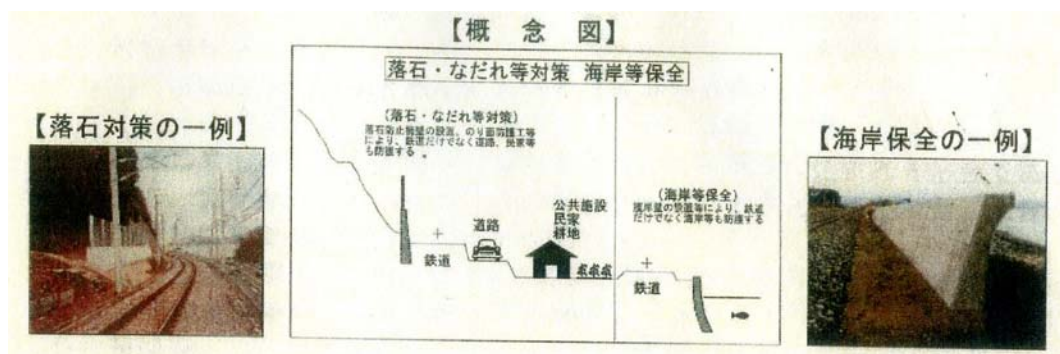 【概念図】
落石・なだれ等対策 海岸等保全
【落石対策の一例】
(落石・なだれ等対策)
落石防止擁壁の設置、のり面防護工等
により、鉄道だけでなく道路、民家等
も防護する
道路
鉄道
公共施設
民家
耕地
(海岸等保全)
護岸壁の設置等により、鉄道
だけでなく海岸等も防護する
鉄道
【海岸保全の一例】